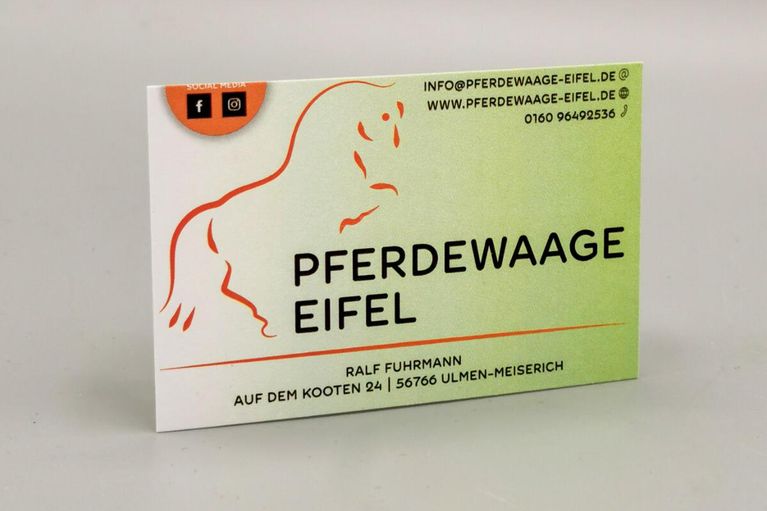 SOCIAL MEDIA
INFO@PFERDEWAAGE-EIFEL.DE @
WWW.PFERDEWAAGE-EIFEL.DE
0160 96492536
PFERDEWAAGE
EIFEL
RALF FUHRMANN
AUF DEM KOOTEN 24 | 56766 ULMEN-MEISERICH